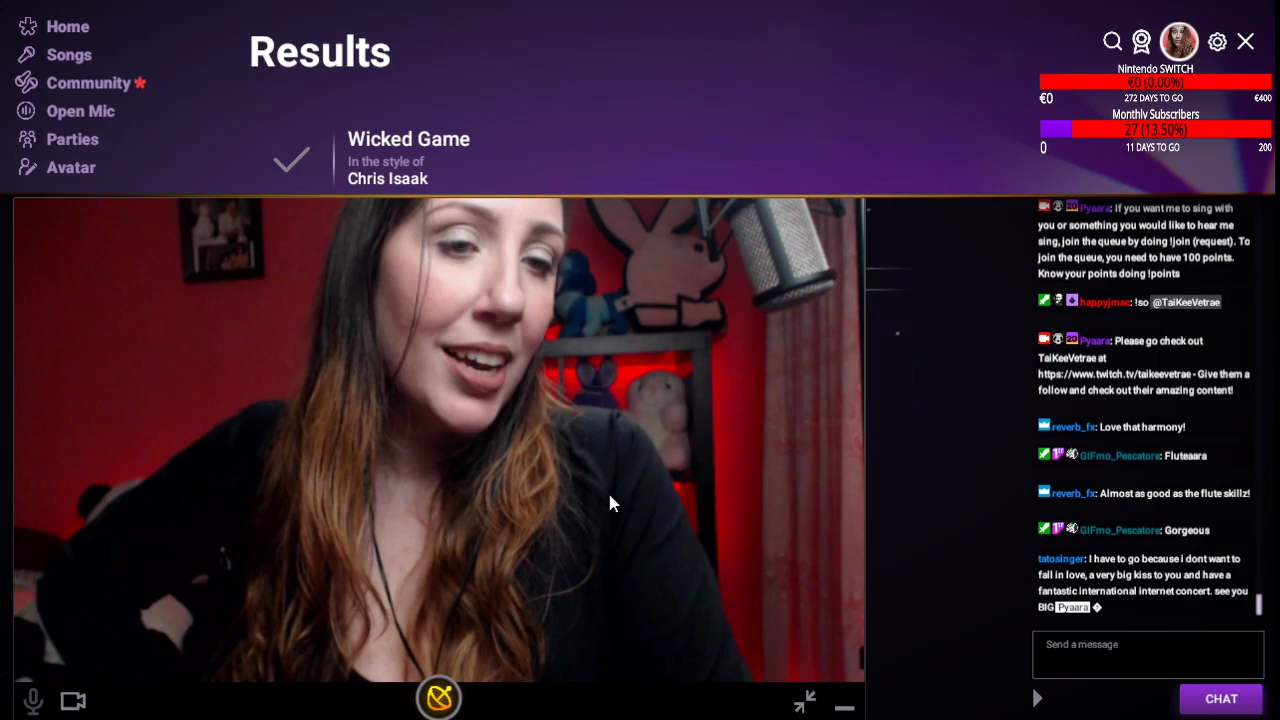 Home
Songs
Community *
Open Mic
Parties
Avatar
Results
Wicked Game
In the style of
Chris Isaak
Nintendo SWITCH
€0 (0.00%)
€0 272 DAYS TO GO €400
Monthly Subscribers
27 (13.50%)
0 11 DAYS TO GO 200
Pyaara: If you want me to sing with
you or something you would like to hear me
sing, join the queue by doing !join (request). To
join the queue, you need to have 100 points.
Know your points doing !points
happyjmac: !so @TaiKeeVetrae
Pyaara: Please go check out
TaiKeeVetrae at
https://www.twitch.tv/taikeevetrae - Give them a
follow and check out their amazing content!
reverb_fx: Love that harmony!
GIFmo_Pescatore: Fluteaara
reverb_fx: Almost as good as the flute skillz!
GIFmo_Pescatore: Gorgeous
tatosinger: I have to go because i dont want to
fall in love, a very big kiss to you and have a
fantastic international internet concert. see you
BIG Pyaara
Send a message
CHAT